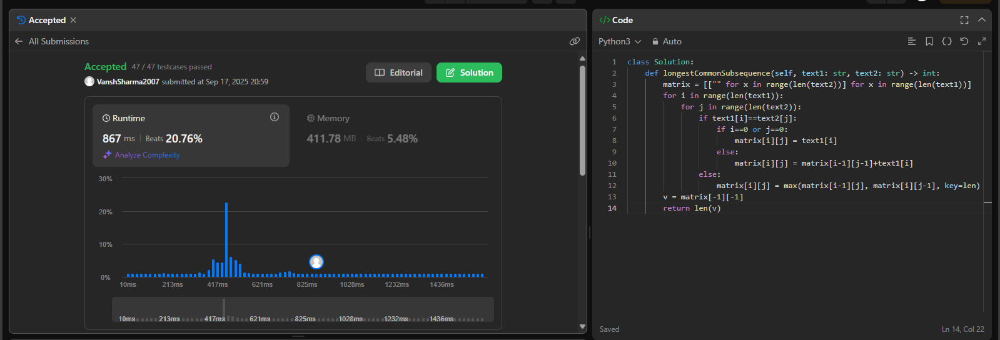 Accepted
All Submissions
Accepted 47 / 47 testcases passed
VanshSharma2007 submitted at Sep 17, 2025 20:59
Editorial
Solution
Runtime
867 ms | Beats 20.76%
Analyze Complexity
Memory
411.78 MB | Beats 5.48%
30%
20%
10%
0%
10ms 213ms 417ms 621ms 825ms 1028ms 1232ms 1436ms
10ms 213ms 417ms 621ms 825ms 1028ms 1232ms 1436ms
</> Code
Python3 Auto
1 class Solution:
2     def longestCommonSubsequence(self, text1: str, text2: str) -> int:
3         matrix = [["" for x in range(len(text2))] for x in range(len(text1))]
4         for i in range(len(text1)):
5             for j in range(len(text2)):
6                 if text1[i]==text2[j]:
7                     if i==0 or j==0:
8                         matrix[i][j] = text1[i]
9                     else:
10                         matrix[i][j] = matrix[i-1][j-1]+text1[i]
11                 else:
12                     matrix[i][j] = max(matrix[i-1][j], matrix[i][j-1], key=len)
13         v = matrix[-1][-1]
14         return len(v)
Saved
Ln 14, Col 22